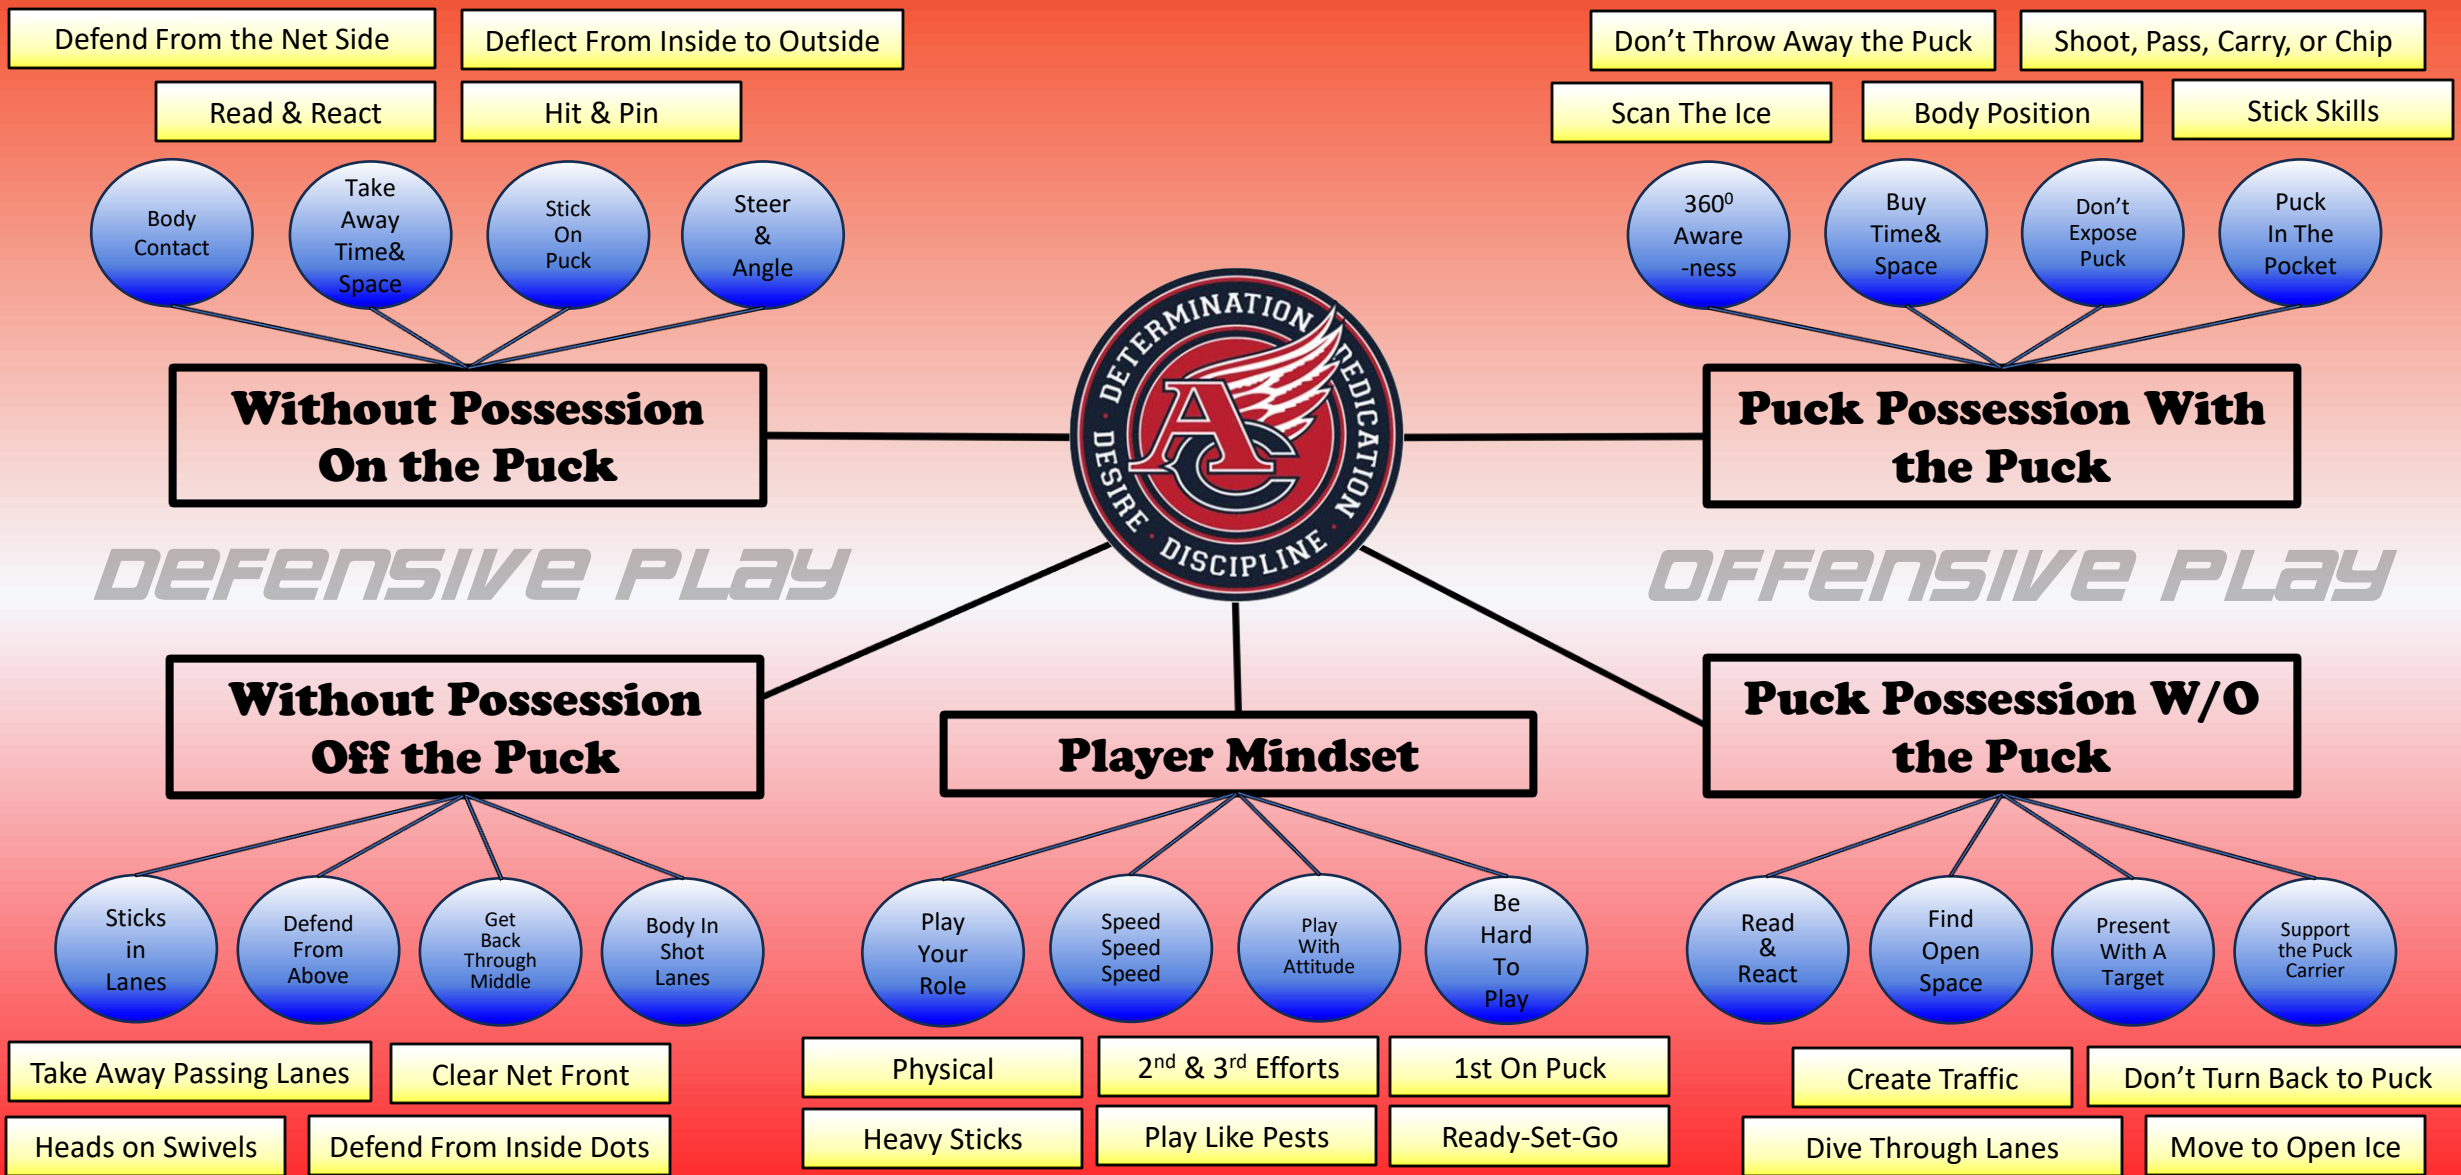 Defend From the Net Side
Deflect From Inside to Outside
Read & React
Hit & Pin
Body
Contact
Take
Away
Time&
Space
Stick
On
Puck
Steer
&
Angle
Without Possession
On the Puck
Don’t Throw Away the Puck
Shoot, Pass, Carry, or Chip
Scan The Ice
Body Position
Stick Skills
360⁰
Aware
-ness
Buy
Time&
Space
Don’t
Expose
Puck
Puck
In The
Pocket
Puck Possession With
the Puck
DETERMINATION · DEDICATION · DISCIPLINE · DESIRE ·
AC
DEFENSIVE PLAY
OFFENSIVE PLAY
Without Possession
Off the Puck
Sticks
in
Lanes
Defend
From
Above
Get
Back
Through
Middle
Body In
Shot
Lanes
Take Away Passing Lanes
Clear Net Front
Heads on Swivels
Defend From Inside Dots
Player Mindset
Play
Your
Role
Speed
Speed
Speed
Play
With
Attitude
Be
Hard
To
Play
Physical
2nd & 3rd Efforts
1st On Puck
Heavy Sticks
Play Like Pests
Ready-Set-Go
Puck Possession W/O
the Puck
Read
&
React
Find
Open
Space
Present
With A
Target
Support
the Puck
Carrier
Create Traffic
Don’t Turn Back to Puck
Dive Through Lanes
Move to Open Ice